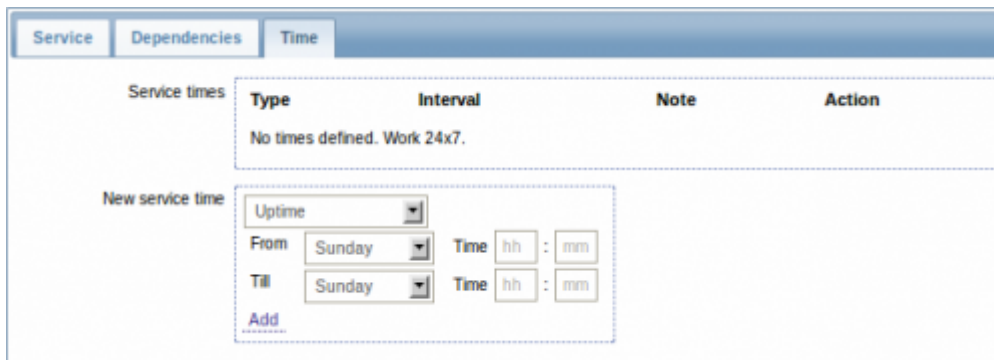 Service Dependencies Time
Service times Type Interval Note Action
No times defined. Work 24x7.
New service time
Uptime
From Sunday Time hh : mm
Till Sunday Time hh : mm
Add